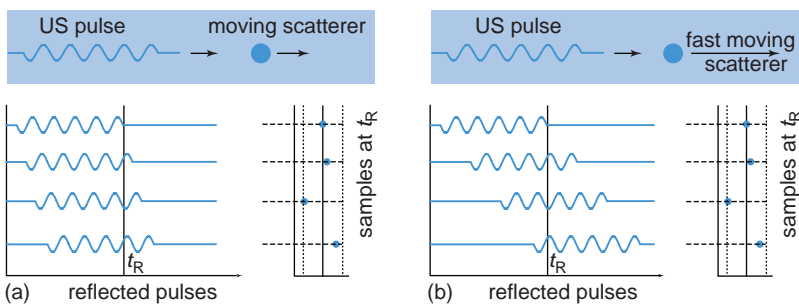 US pulse
moving scatterer
samples at tR
tR
(a)
reflected pulses
US pulse
fast moving
scatterer
samples at tR
tR
(b)
reflected pulses